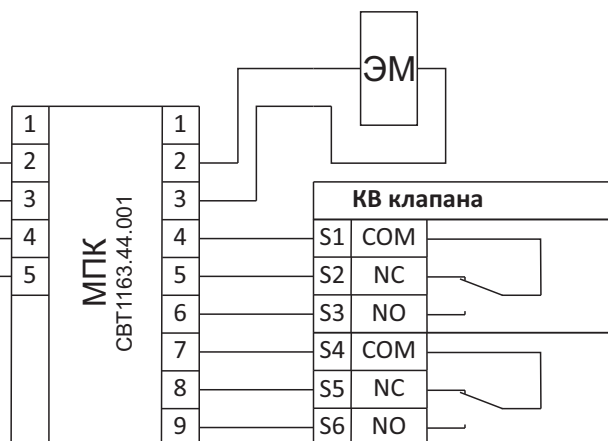 ЭМ
1
2
3
4
5
МПК
СВТ1163.44.001
1
2
3
4
5
6
7
8
9
КВ клапана
S1 COM
S2 NC
S3 NO
S4 COM
S5 NC
S6 NO